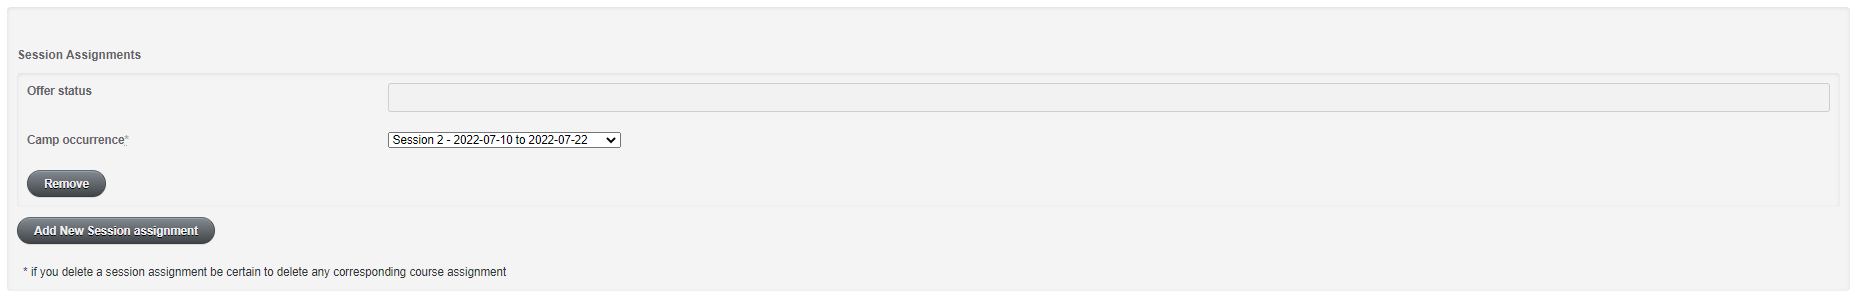 Session Assignments
Offer status
Camp occurrence*
Session 2 - 2022-07-10 to 2022-07-22
Remove
Add New Session assignment
* if you delete a session assignment be certain to delete any corresponding course assignment